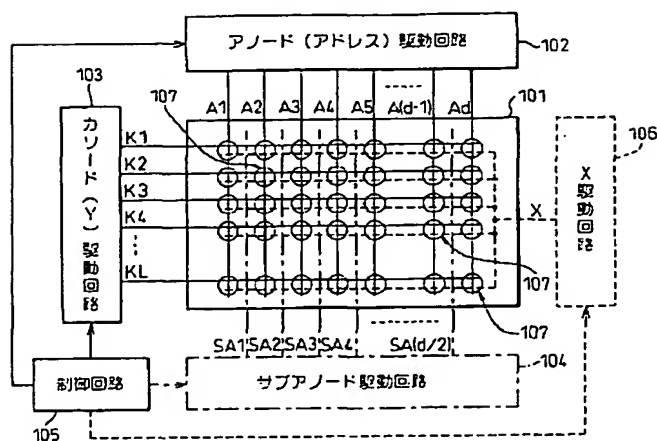 アノード（アドレス）駆動回路
102
103
カソード（Y）駆動回路
A1 A2 A3 A4 A5 A(d-1) Ad
101
107
K1
K2
K3
K4
KL
X
106
X駆動回路
107
107
SA1 SA2 SA3 SA4 SA(d/2)
104
制御回路
サブアノード駆動回路
105